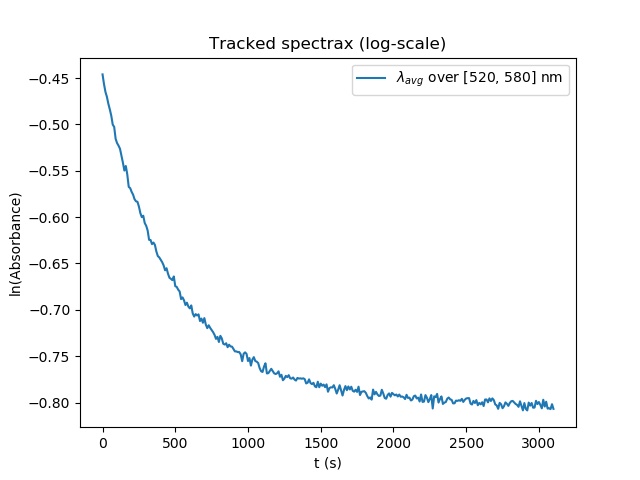 Tracked spectrax (log-scale)
λavg over [520, 580] nm
ln(Absorbance)
−0.45
−0.50
−0.55
−0.60
−0.65
−0.70
−0.75
−0.80
0 500 1000 1500 2000 2500 3000
t (s)